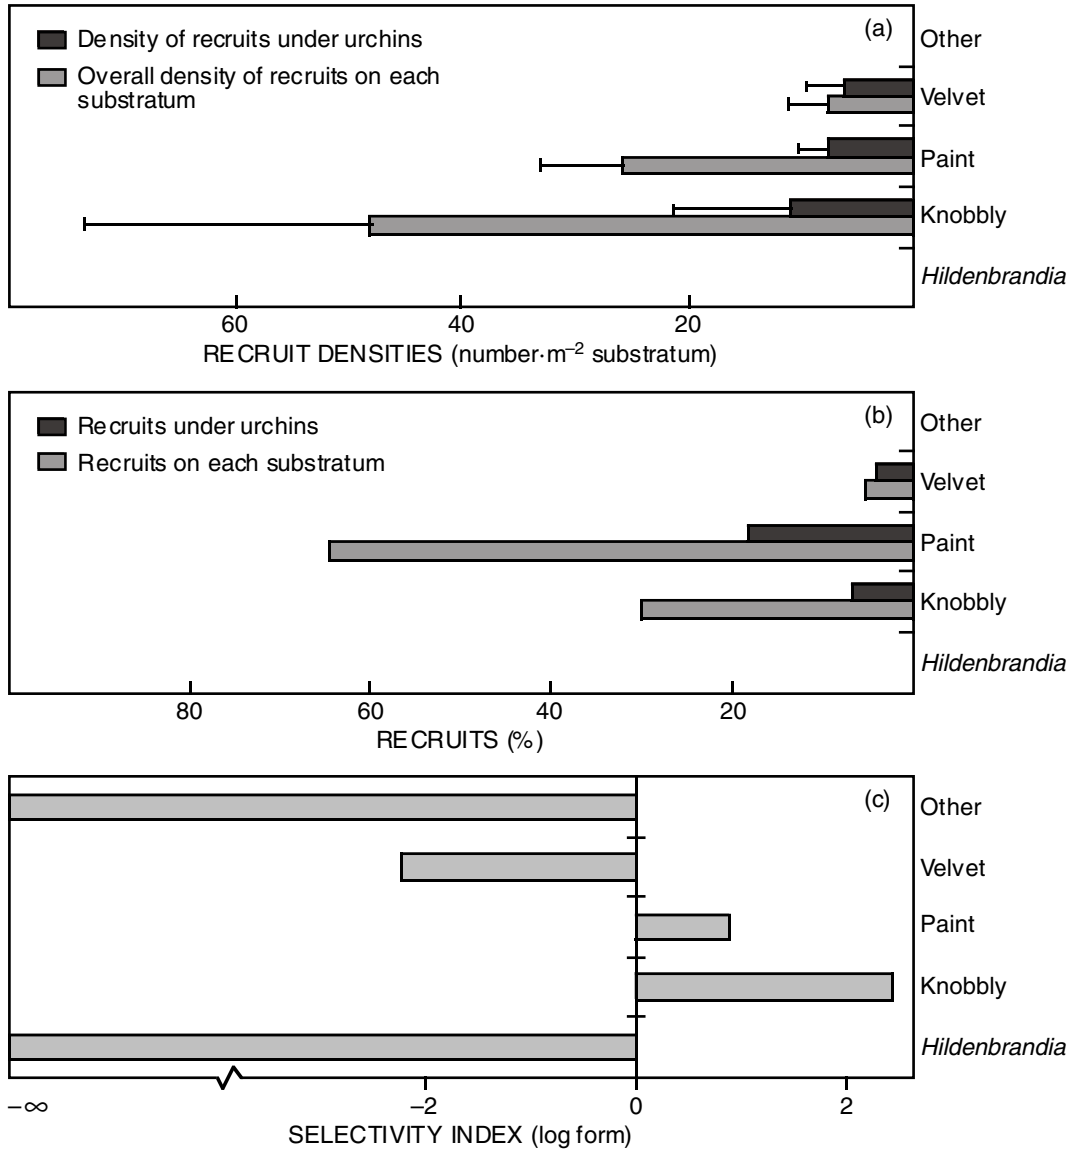 (a)
Density of recruits under urchins
Overall density of recruits on each
substratum
Other
Velvet
Paint
Knobbly
Hildenbrandia
60 40 20
RECRUIT DENSITIES (number·m⁻² substratum)
(b)
Recruits under urchins
Recruits on each substratum
Other
Velvet
Paint
Knobbly
Hildenbrandia
80 60 40 20
RECRUITS (%)
(c)
Other
Velvet
Paint
Knobbly
Hildenbrandia
–∞ –2 0 2
SELECTIVITY INDEX (log form)